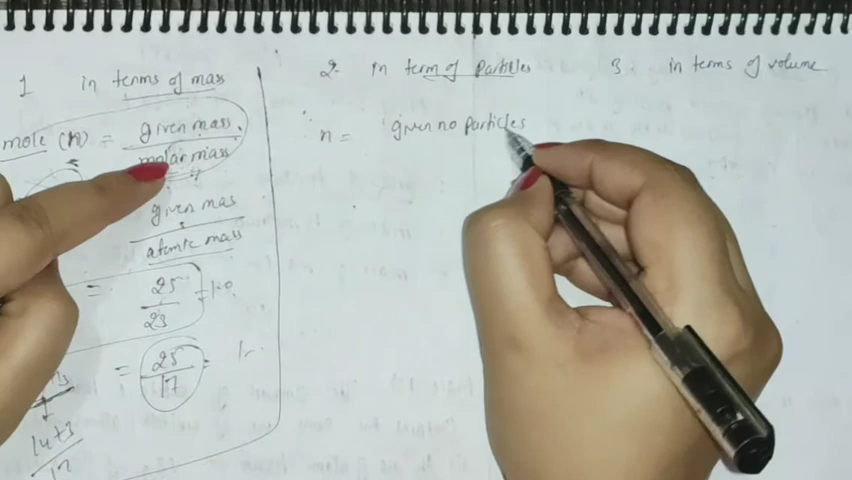 1 in terms of mass
mole (n) = given mass
molar mass
given mass
atomic mass
= 25
23
= 25
17
14+3
17
2 in term of Particles
n = given no particles
3. in terms of volume